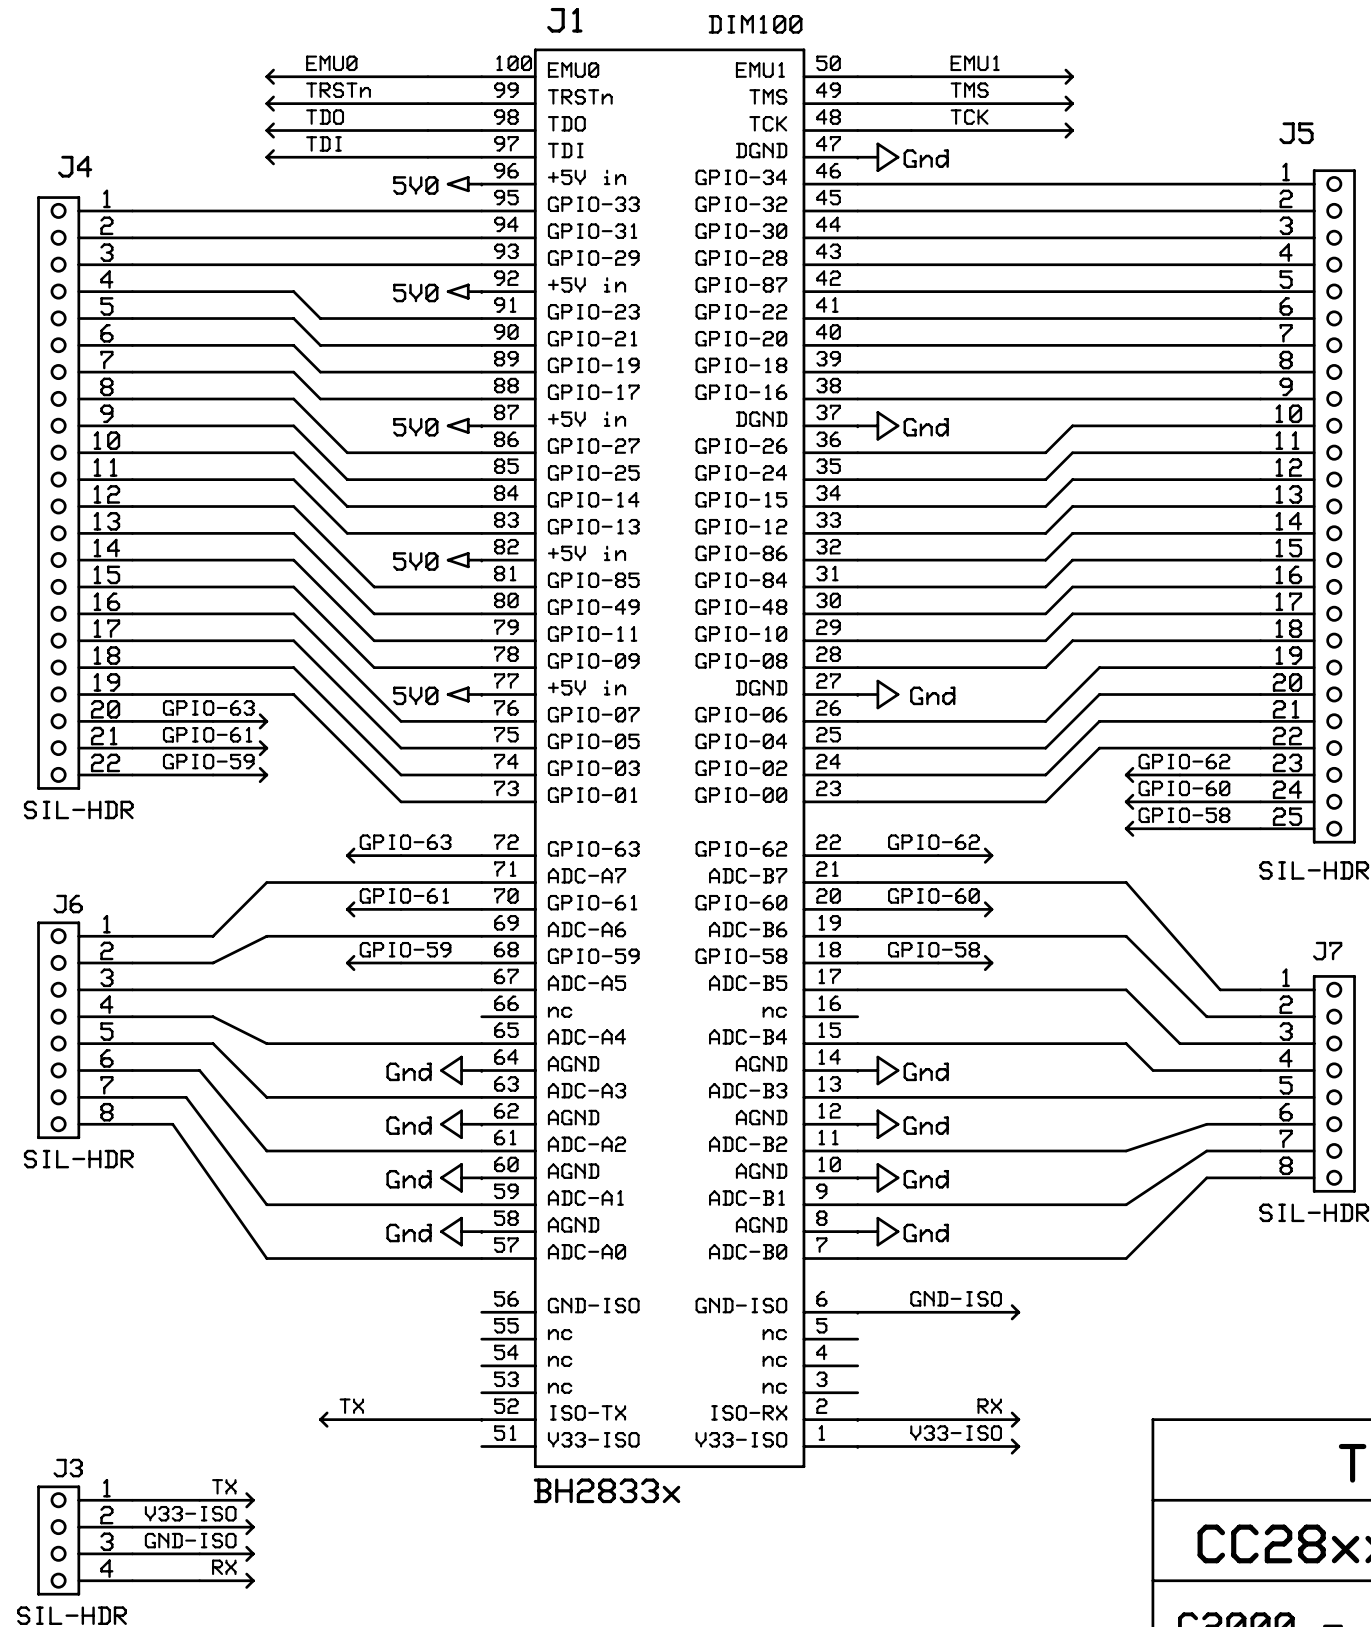 J1 DIM100
EMU0 100 EMU0 EMU1 50 EMU1
TRSTn 99 TRSTn TMS 49 TMS
TDO 98 TDO TCK 48 TCK
TDI 97 TDI DGND 47 Gnd
J4 J5
5V0 96 +5V in GPIO-34 46 1
1 95 GPIO-33 GPIO-32 45 2
2 94 GPIO-31 GPIO-30 44 3
3 93 GPIO-29 GPIO-28 43 4
4 5V0 92 +5V in GPIO-87 42 5
5 91 GPIO-23 GPIO-22 41 6
6 90 GPIO-21 GPIO-20 40 7
7 89 GPIO-19 GPIO-18 39 8
8 88 GPIO-17 GPIO-16 38 9
9 5V0 87 +5V in DGND 37 Gnd 10
10 86 GPIO-27 GPIO-26 36 11
11 85 GPIO-25 GPIO-24 35 12
12 84 GPIO-14 GPIO-15 34 13
13 83 GPIO-13 GPIO-12 33 14
14 5V0 82 +5V in GPIO-86 32 15
15 81 GPIO-85 GPIO-84 31 16
16 80 GPIO-49 GPIO-48 30 17
17 79 GPIO-11 GPIO-10 29 18
18 78 GPIO-09 GPIO-08 28 19
19 5V0 77 +5V in DGND 27 Gnd 20
20 GPIO-63 76 GPIO-07 GPIO-06 26 21
21 GPIO-61 75 GPIO-05 GPIO-04 25 22
22 GPIO-59 74 GPIO-03 GPIO-02 24 GPIO-62 23
73 GPIO-01 GPIO-00 23 GPIO-60 24
SIL-HDR GPIO-58 25
GPIO-63 72 GPIO-63 GPIO-62 22 GPIO-62
71 ADC-A7 ADC-B7 21 SIL-HDR
J6 GPIO-61 70 GPIO-61 GPIO-60 20 GPIO-60
1 69 ADC-A6 ADC-B6 19
2 GPIO-59 68 GPIO-59 GPIO-58 18 GPIO-58 J7
3 67 ADC-A5 ADC-B5 17 1
4 66 nc nc 16 2
5 65 ADC-A4 ADC-B4 15 3
6 Gnd 64 AGND AGND 14 Gnd 4
7 63 ADC-A3 ADC-B3 13 5
8 Gnd 62 AGND AGND 12 Gnd 6
SIL-HDR 61 ADC-A2 ADC-B2 11 7
Gnd 60 AGND AGND 10 Gnd 8
59 ADC-A1 ADC-B1 9 SIL-HDR
Gnd 58 AGND AGND 8 Gnd
57 ADC-A0 ADC-B0 7
56 GND-ISO GND-ISO 6 GND-ISO
55 nc nc 5
54 nc nc 4
53 nc nc 3
TX 52 ISO-TX ISO-RX 2 RX
51 V33-ISO V33-ISO 1 V33-ISO
J3 T
1 TX BH2833x
2 V33-ISO
3 GND-ISO CC28x
4 RX
SIL-HDR C2000 -